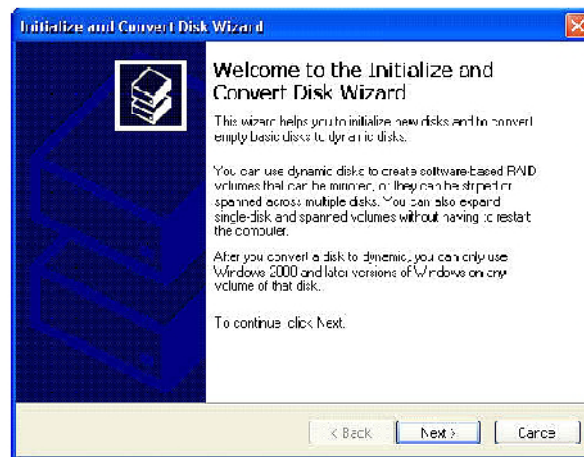 Initialize and Convert Disk Wizard
Welcome to the Initialize and
Convert Disk Wizard
This wizard helps you to initialize new disks and to convert
empty basic disks to dynamic disks.
You can use dynamic disks to create software-based RAID
volumes that can be mirrored, or they can be striped or
spanned across multiple disks. You can also expand
single-disk and spanned volumes without having to restart
the computer.
After you convert a disk to dynamic, you can only use
Windows 2000 and later versions of Windows on any
volume of that disk.
To continue, click Next.
< Back Next > Cancel